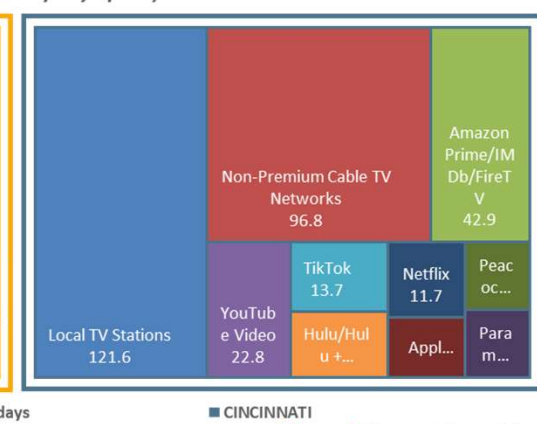 Local TV Stations
121.6
Non-Premium Cable TV
Networks
96.8
Amazon
Prime/IM
Db/FireT
V
42.9
YouTub
e Video
22.8
TikTok
13.7
Hulu/Hul
u +...
Netflix
11.7
Appl...
Peac
oc...
Para
m...
days
CINCINNATI